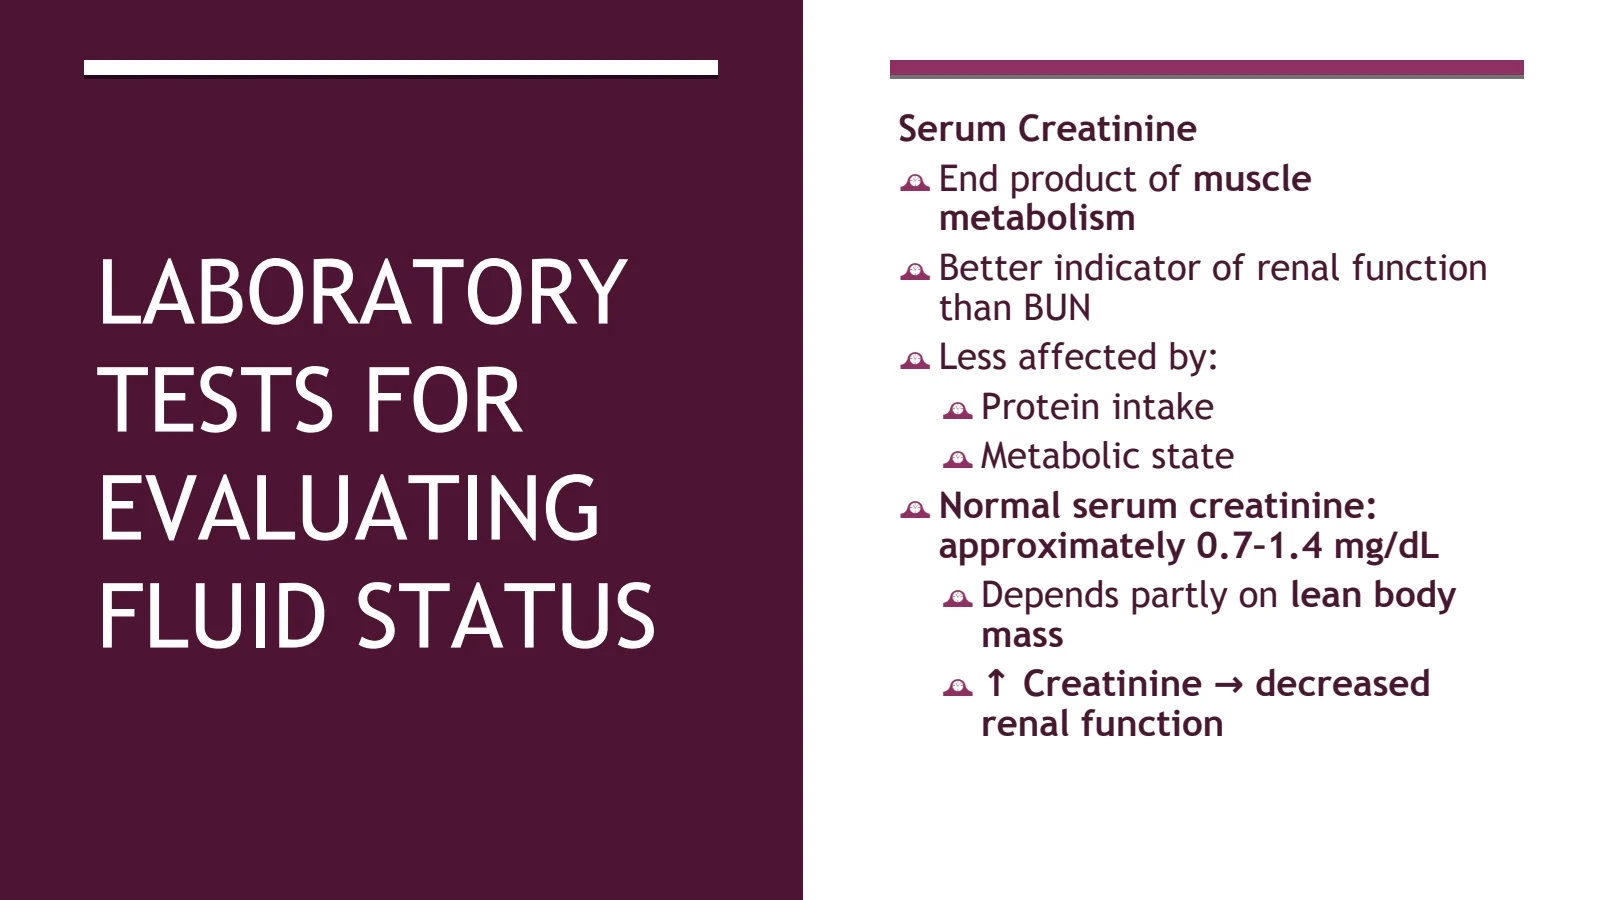 LABORATORY
TESTS FOR
EVALUATING
FLUID STATUS
Serum Creatinine
End product of muscle
metabolism
Better indicator of renal function
than BUN
Less affected by:
Protein intake
Metabolic state
Normal serum creatinine:
approximately 0.7–1.4 mg/dL
Depends partly on lean body
mass
↑ Creatinine → decreased
renal function